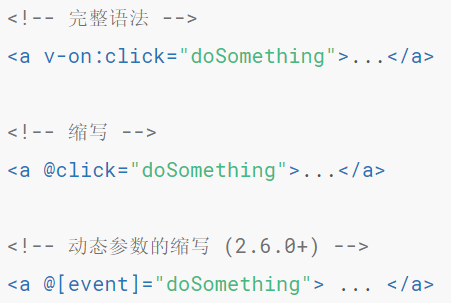 <!-- 完整语法 -->
<a v-on:click="doSomething">...</a>
<!-- 缩写 -->
<a @click="doSomething">...</a>
<!-- 动态参数的缩写 (2.6.0+) -->
<a @[event]="doSomething"> ... </a>